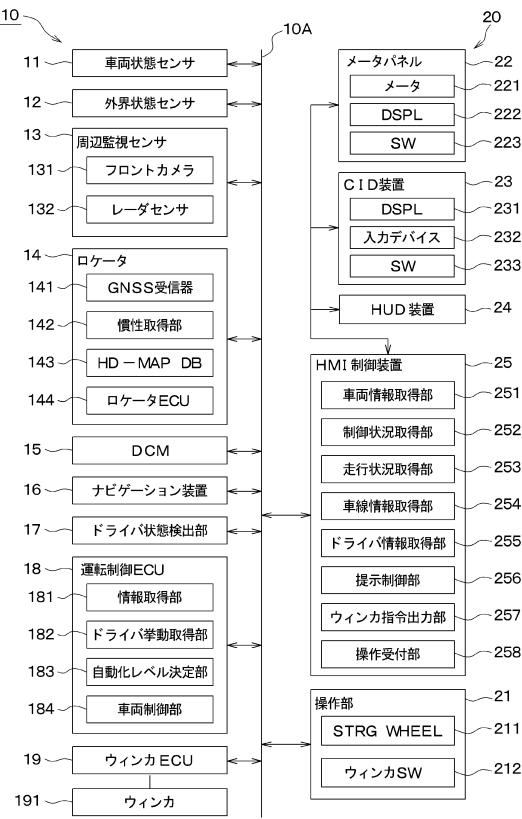 10
10A
20
11 車両状態センサ
12 外界状態センサ
13 周辺監視センサ
131 フロントカメラ
132 レーダセンサ
14 ロケータ
141 GNSS受信器
142 慣性取得部
143 HD-MAP DB
144 ロケータECU
15 DCM
16 ナビゲーション装置
17 ドライバ状態検出部
18 運転制御ECU
181 情報取得部
182 ドライバ挙動取得部
183 自動化レベル決定部
184 車両制御部
19 ウィンカECU
191 ウィンカ
メータパネル 22
メータ 221
DSPL 222
SW 223
CID装置 23
DSPL 231
入力デバイス 232
SW 233
HUD装置 24
HMI制御装置 25
車両情報取得部 251
制御状況取得部 252
走行状況取得部 253
車線情報取得部 254
ドライバ情報取得部 255
提示制御部 256
ウィンカ指令出力部 257
操作受付部 258
操作部 21
STRG WHEEL 211
ウィンカSW 212